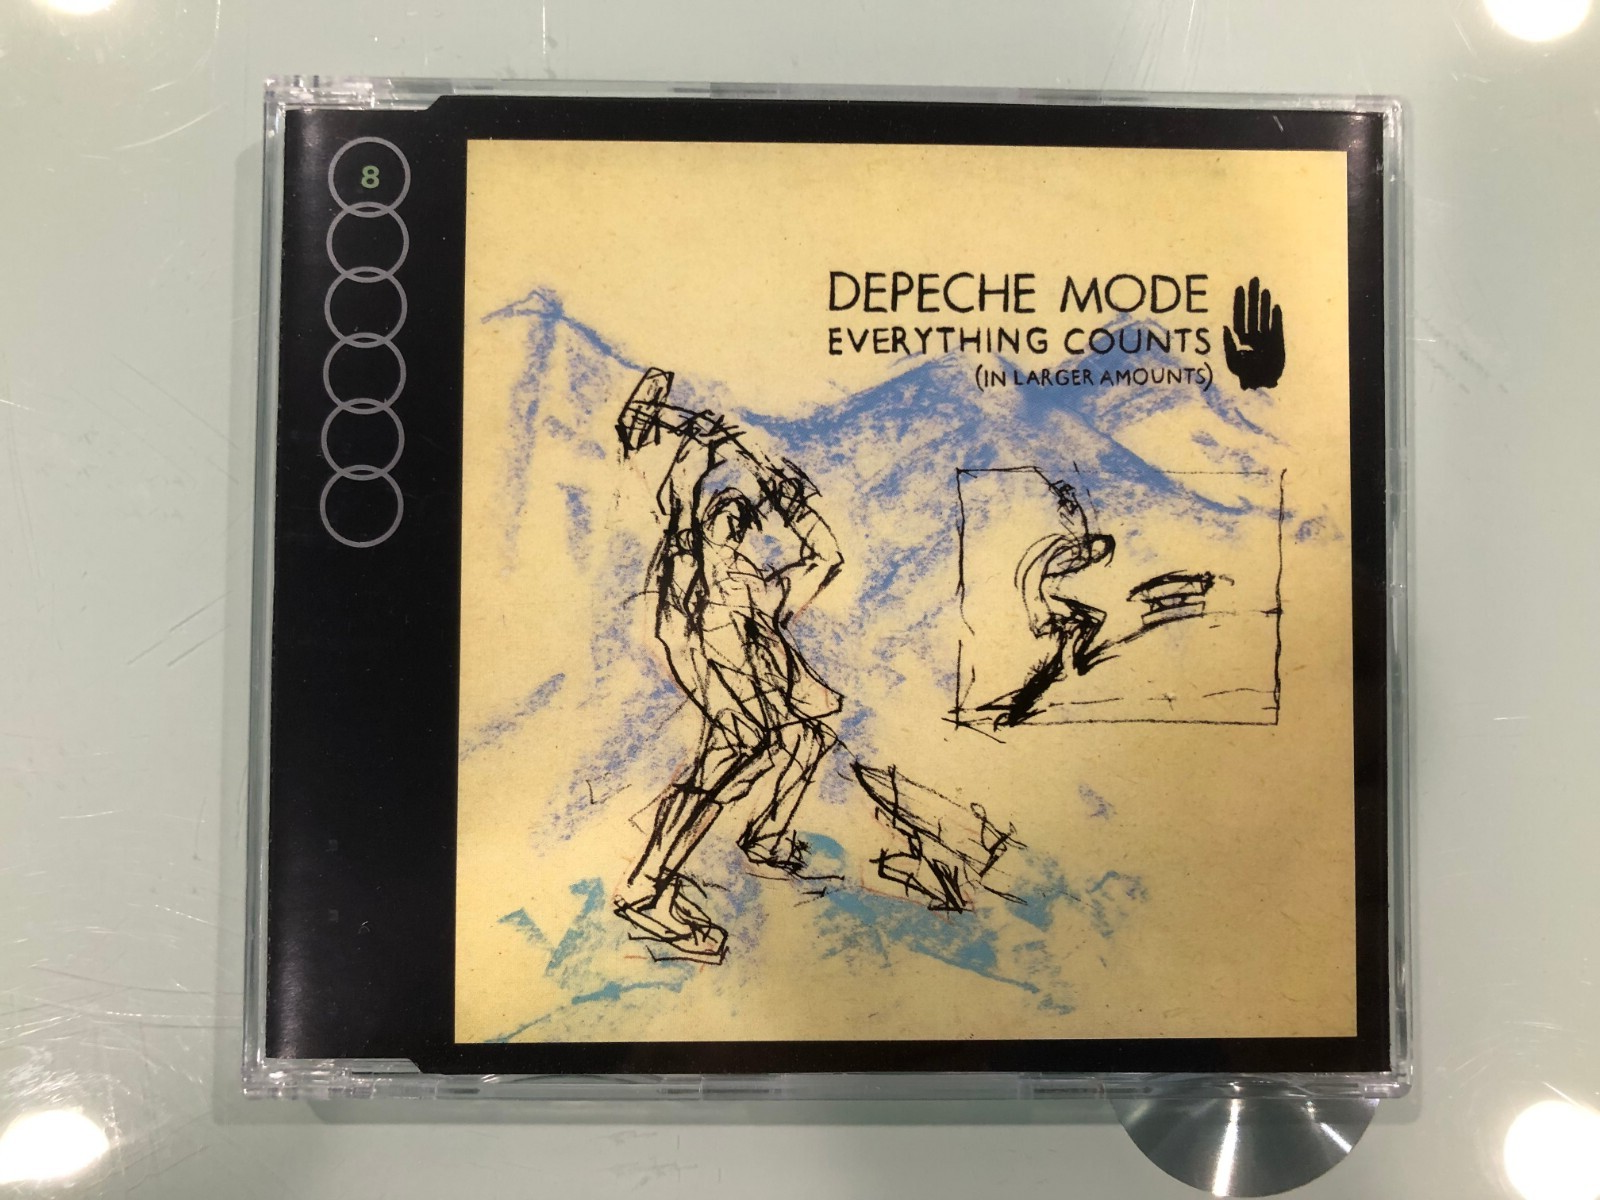 8
DEPECHE MODE
EVERYTHING COUNTS
(IN LARGER AMOUNTS)